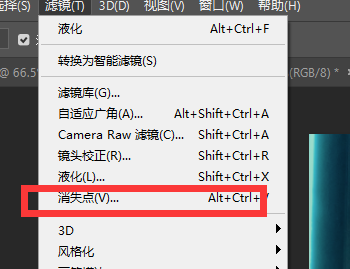 滤镜(T) 3D(D) 视图(V) 窗口(W) 帮助(H)
液化 Alt+Ctrl+F
@ 66.5 (RGB/8) *
转换为智能滤镜(S)
滤镜库(G)...
自适应广角(A)... Alt+Shift+Ctrl+A
Camera Raw 滤镜(C)... Shift+Ctrl+A
镜头校正(R)... Shift+Ctrl+R
液化(L)... Shift+Ctrl+X
消失点(V)... Alt+Ctrl+
3D
风格化